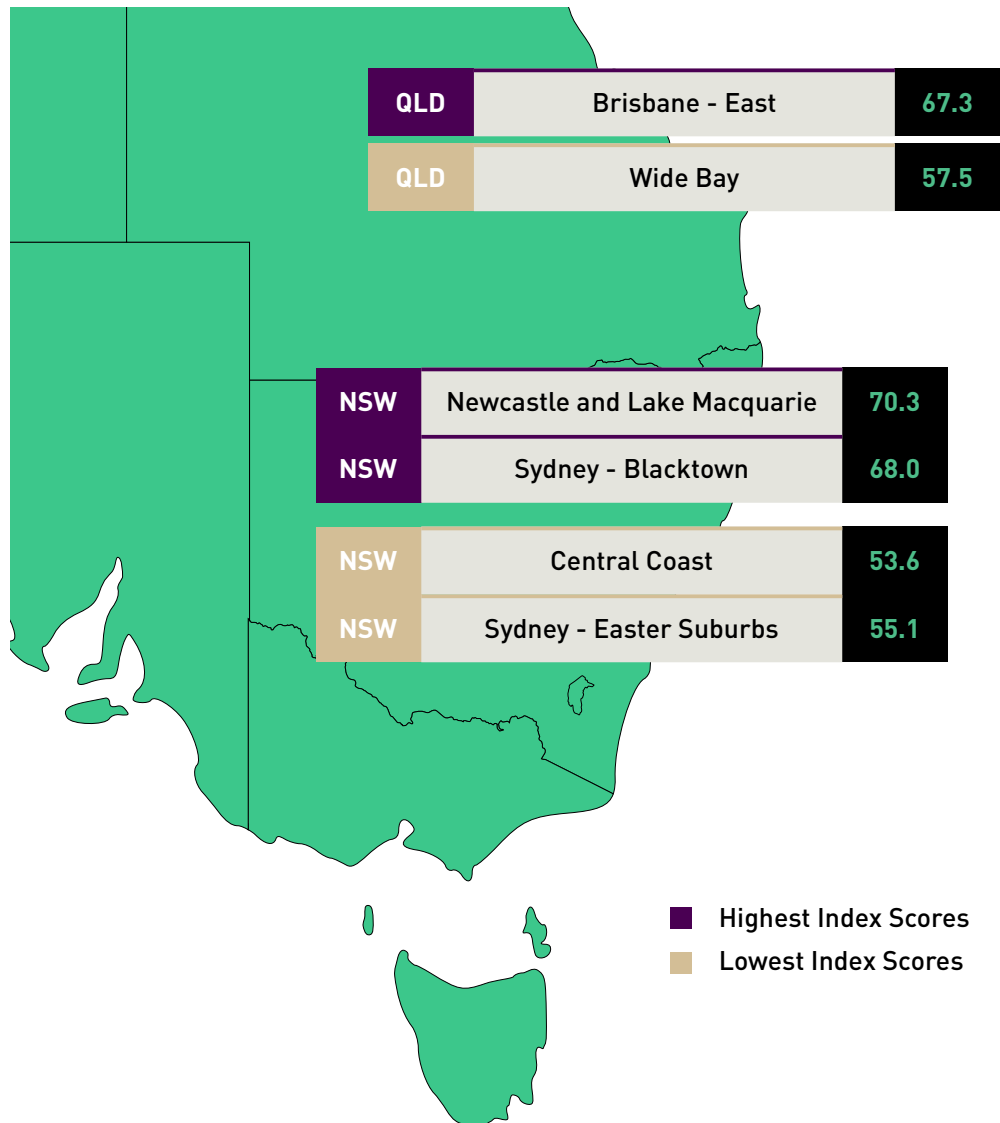 QLD Brisbane - East 67.3
QLD Wide Bay 57.5
NSW Newcastle and Lake Macquarie 70.3
NSW Sydney - Blacktown 68.0
NSW Central Coast 53.6
NSW Sydney - Easter Suburbs 55.1
Highest Index Scores
Lowest Index Scores